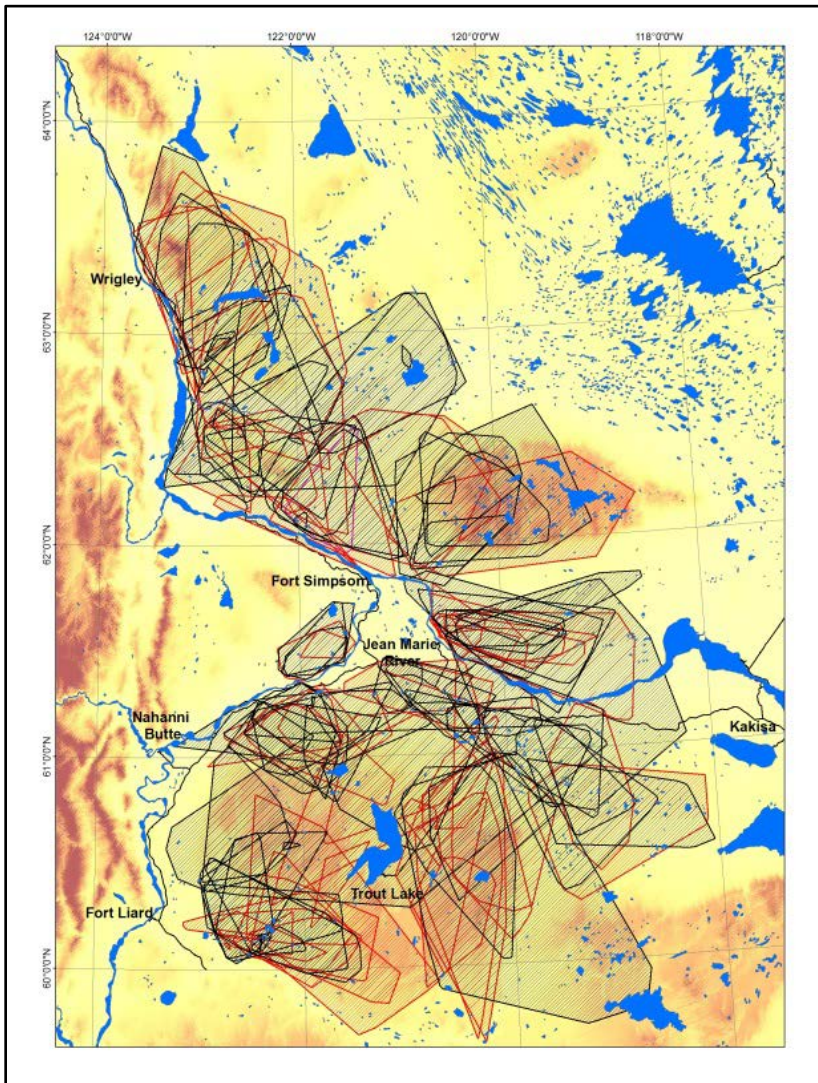 124°0'0"W
122°0'0"W
120°0'0"W
118°0'0"W
64°0'0"N
Wrigley
63°0'0"N
62°0'0"N
Fort Simpsom
Jean Marie
River
Nahanni
Butte
Kakisa
61°0'0"N
Trout Lake
Fort Liard
60°0'0"N